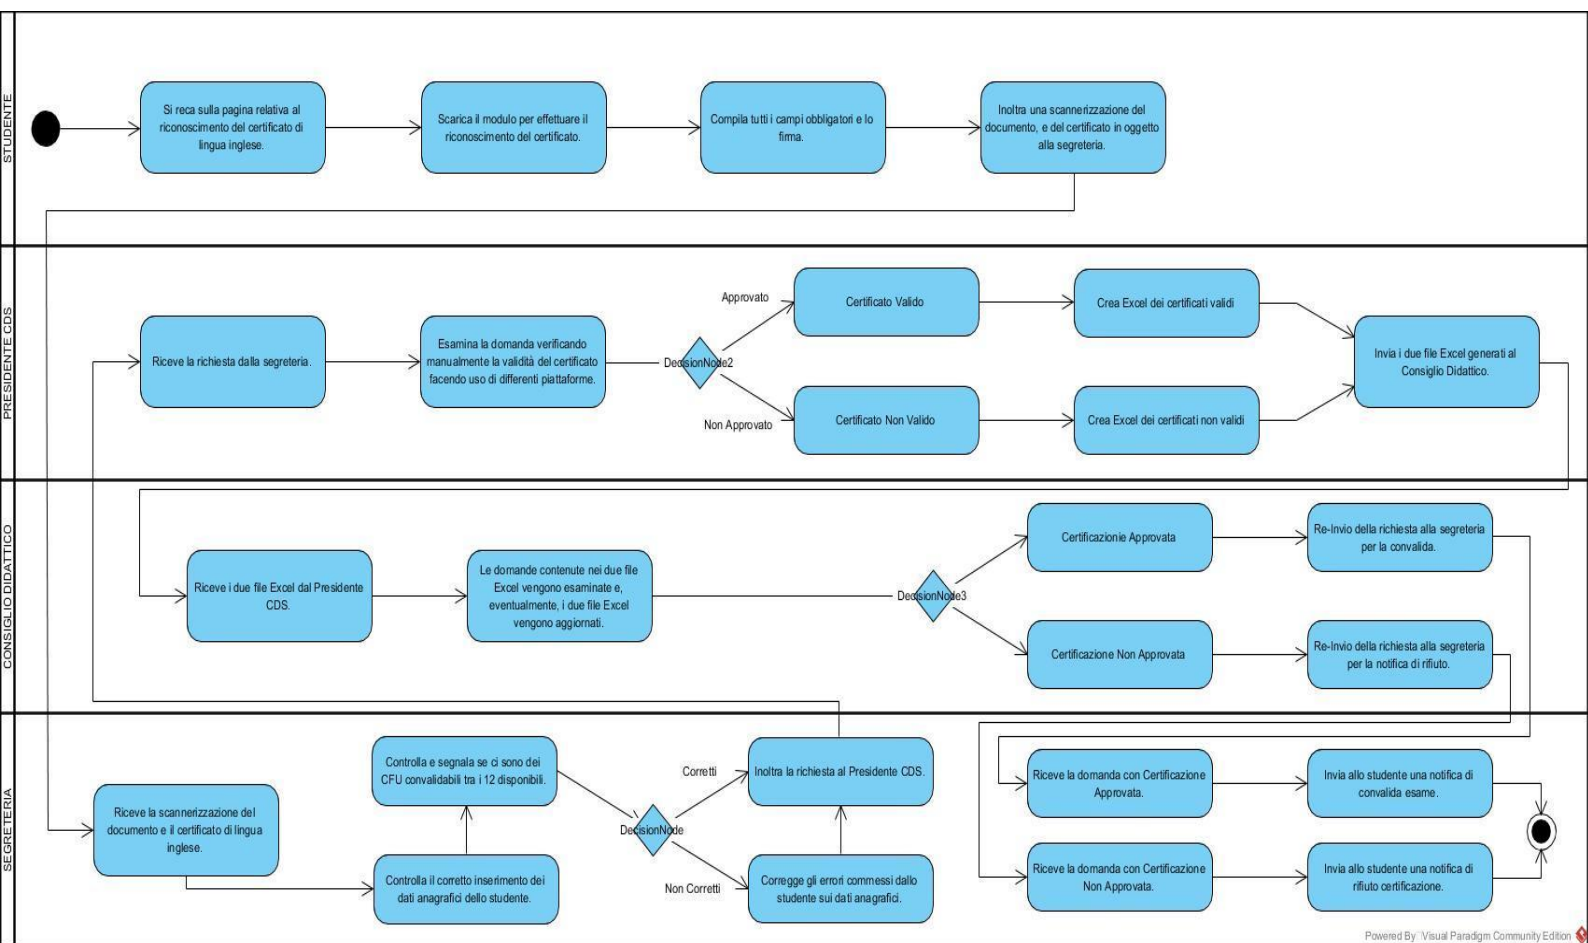 STUDENTE
Si reca sulla pagina relativa al
riconoscimento del certificato di
lingua inglese.
Scarica il modulo per effettuare il
riconoscimento del certificato.
Compila tutti i campi obbligatori e lo
firma.
Inoltra una scannerizzazione del
documento, e del certificato in oggetto
alla segreteria.
PRESIDENTE CDS
Riceve la richiesta dalla segreteria.
Esamina la domanda verificando
manualmente la validità del certificato
facendo uso di differenti piattaforme.
DecisionNode2
Approvato
Non Approvato
Certificato Valido
Certificato Non Valido
Crea Excel dei certificati validi
Crea Excel dei certificati non validi
Invia i due file Excel generati al
Consiglio Didattico.
CONSIGLIO DIDATTICO
Riceve i due file Excel dal Presidente
CDS.
Le domande contenute nei due file
Excel vengono esaminate e,
eventualmente, i due file Excel
vengono aggiornati.
DecisionNode3
Certificazionie Approvata
Certificazione Non Approvata
Re-Invio della richiesta alla segreteria
per la convalida.
Re-Invio della richiesta alla segreteria
per la notifica di rifiuto.
SEGRETERIA
Riceve la scannerizzazione del
documento e il certificato di lingua
inglese.
Controlla e segnala se ci sono dei
CFU convalidabili tra i 12 disponibili.
Controlla il corretto inserimento dei
dati anagrafici dello studente.
DecisionNode
Corretti
Non Corretti
Inoltra la richiesta al Presidente CDS.
Corregge gli errori commessi dallo
studente sui dati anagrafici.
Riceve la domanda con Certificazione
Approvata.
Riceve la domanda con Certificazione
Non Approvata.
Invia allo studente una notifica di
convalida esame.
Invia allo studente una notifica di
rifiuto certificazione.
Powered By Visual Paradigm Community Edition